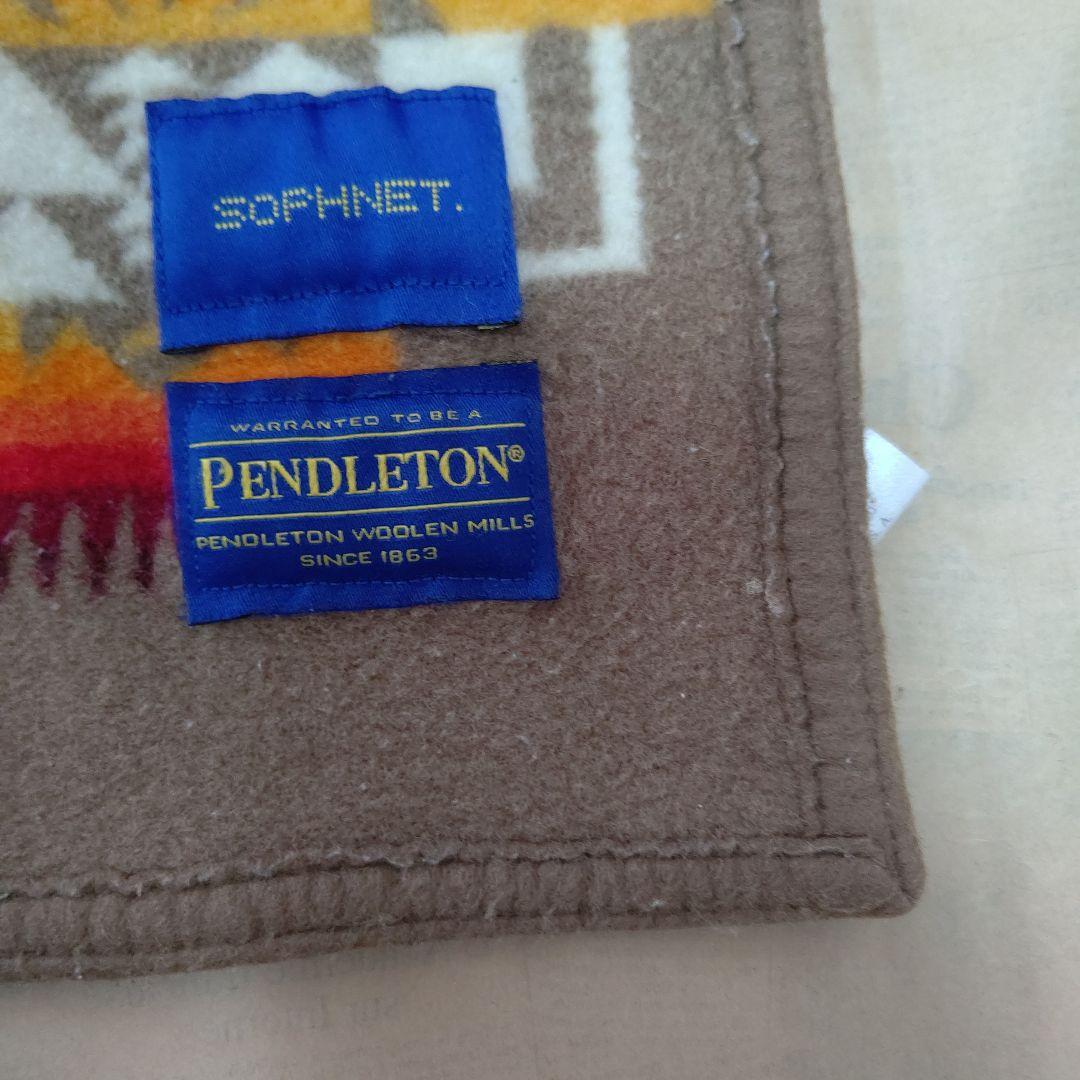 SOPHNET.
WARRANTED TO BE A
PENDLETON®
PENDLETON WOOLEN MILLS
SINCE 1863